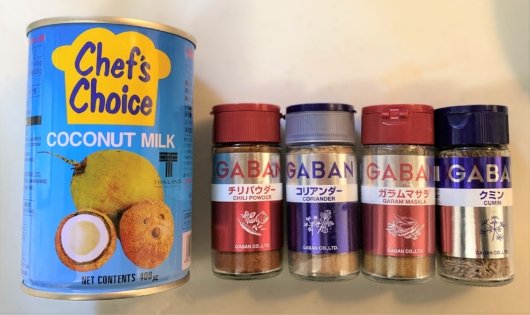 Chef's
Choice
COCONUT MILK
THAILAND
NET CONTENTS 400g
GABAN
チリパウダー
CHILI POWDER
GABAN CO.,LTD.
GABAN
コリアンダー
CORIANDER
GABAN CO.,LTD.
GABAN
ガラムマサラ
GARAM MASALA
GABAN CO.,LTD.
GABAN
クミン
CUMIN
GABAN CO.,LTD.